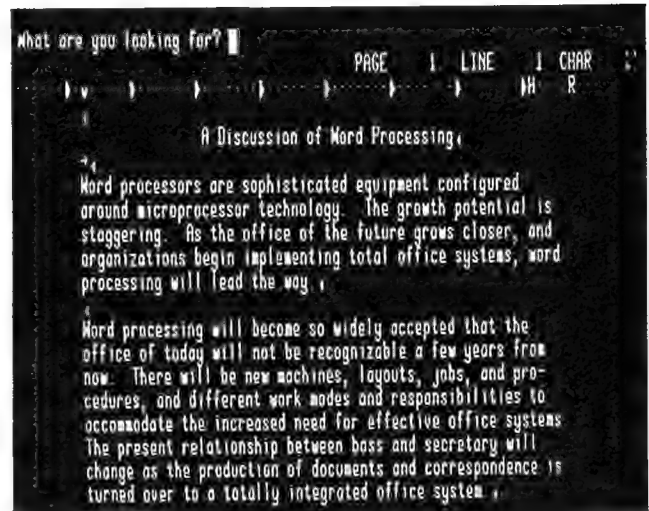 What are you looking for?
PAGE 1 LINE 1 CHAR
H R
A Discussion of Word Processing
Word processors are sophisticated equipment configured
around microprocessor technology. The growth potential is
staggering. As the office of the future grows closer, and
organizations begin implementing total office systems, word
processing will lead the way.
Word processing will become so widely accepted that the
office of today will not be recognizable a few years from
now. There will be new machines, layouts, jobs, and pro-
cedures, and different work modes and responsibilities to
accommodate the increased need for effective office systems
The present relationship between boss and secretary will
change as the production of documents and correspondence is
turned over to a totally integrated office system.